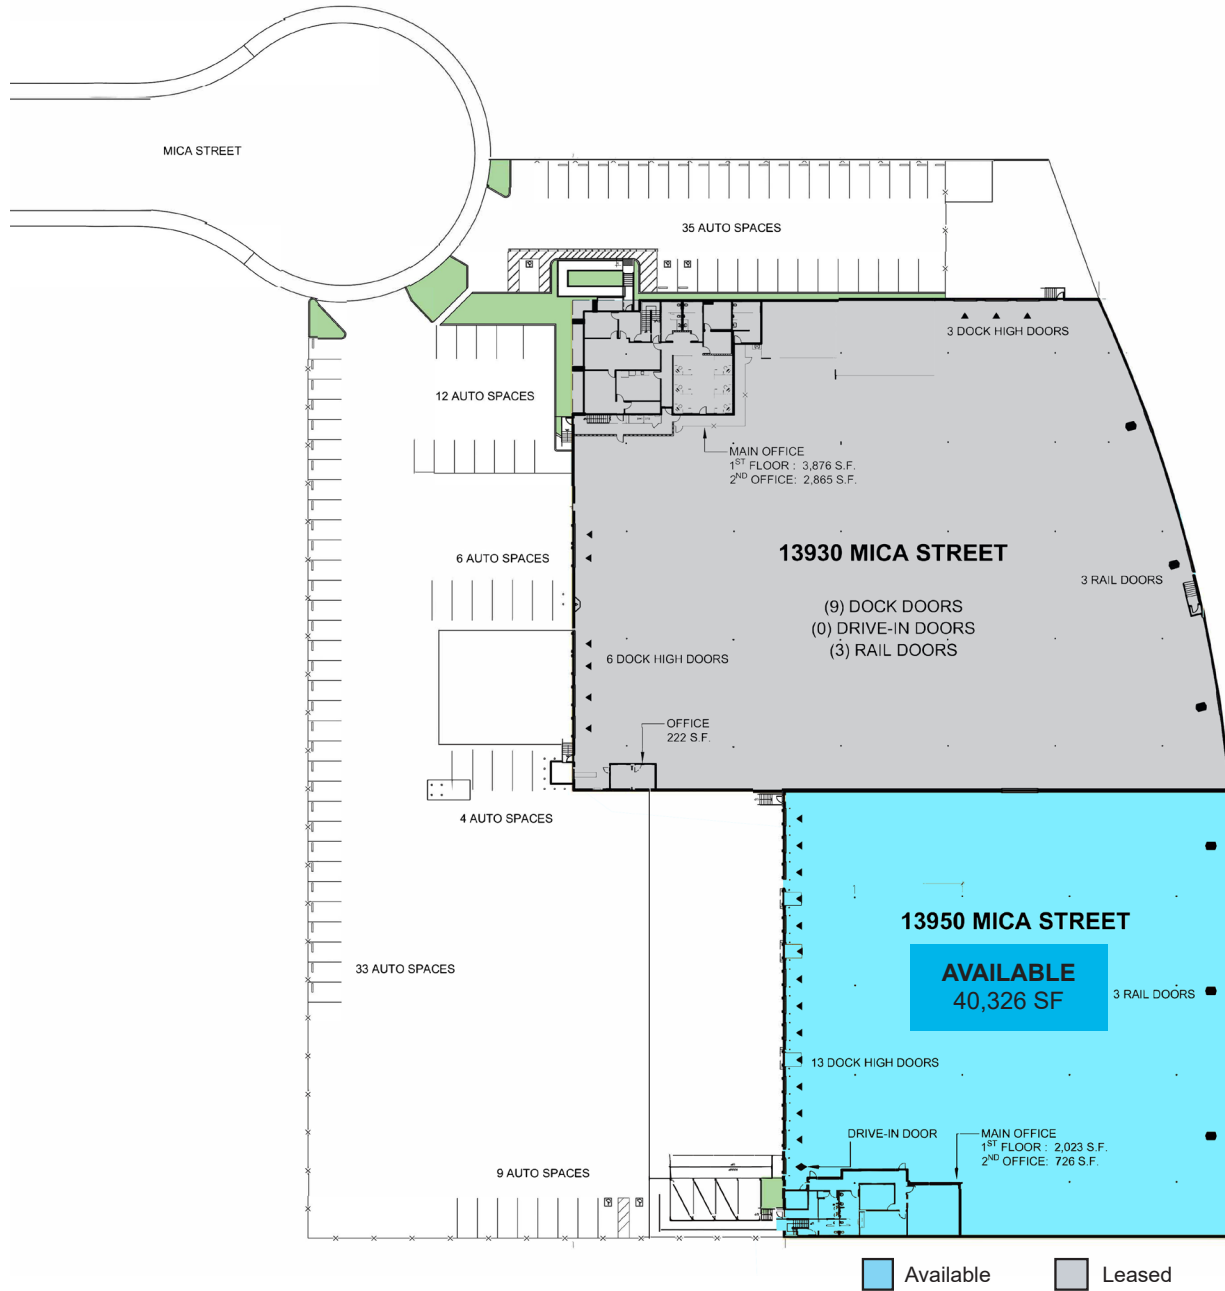 MICA STREET
35 AUTO SPACES
3 DOCK HIGH DOORS
12 AUTO SPACES
MAIN OFFICE
1ST FLOOR : 3,876 S.F.
2ND OFFICE: 2,865 S.F.
13930 MICA STREET
6 AUTO SPACES
3 RAIL DOORS
(9) DOCK DOORS
(0) DRIVE-IN DOORS
(3) RAIL DOORS
6 DOCK HIGH DOORS
OFFICE
222 S.F.
4 AUTO SPACES
13950 MICA STREET
AVAILABLE
40,326 SF
33 AUTO SPACES
3 RAIL DOORS
13 DOCK HIGH DOORS
DRIVE-IN DOOR
MAIN OFFICE
1ST FLOOR : 2,023 S.F.
2ND OFFICE: 726 S.F.
9 AUTO SPACES
Available
Leased